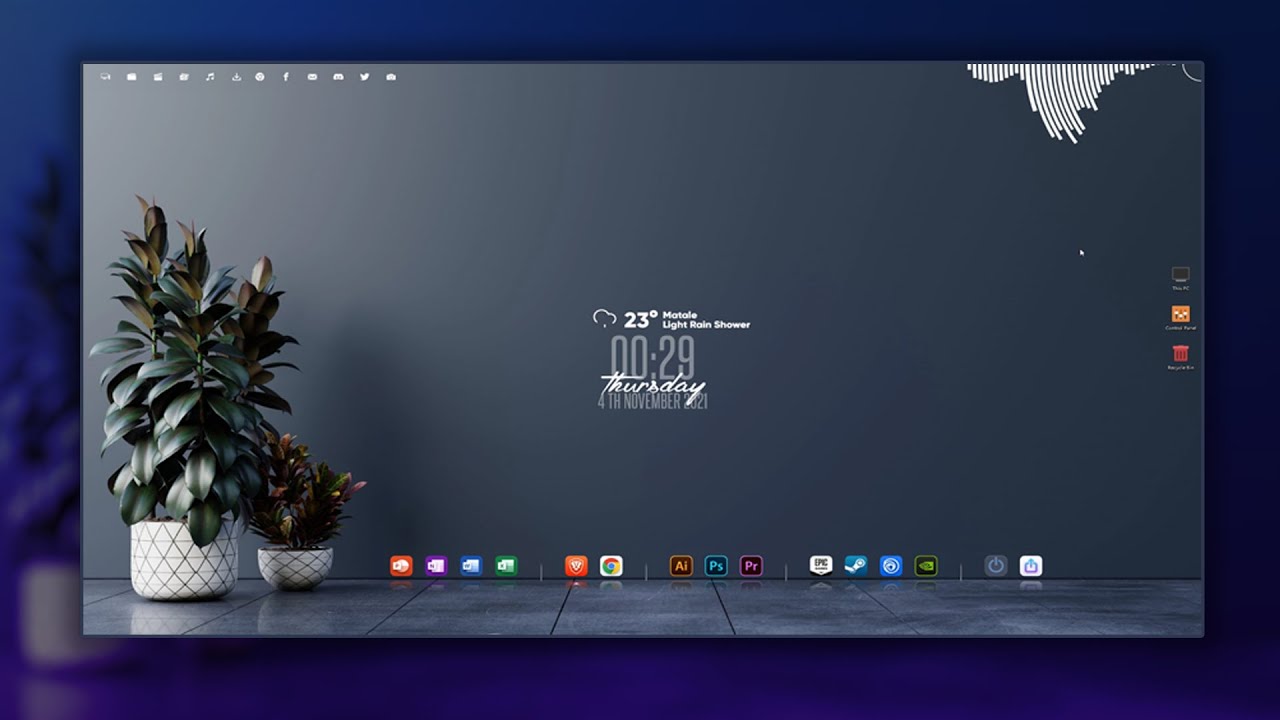 23° Matale
Light Rain Shower
00:29
thursday
4 TH NOVEMBER 2021
This PC
Control Panel
Recycle Bin
Ai
Ps
Pr
EPIC
GAMES